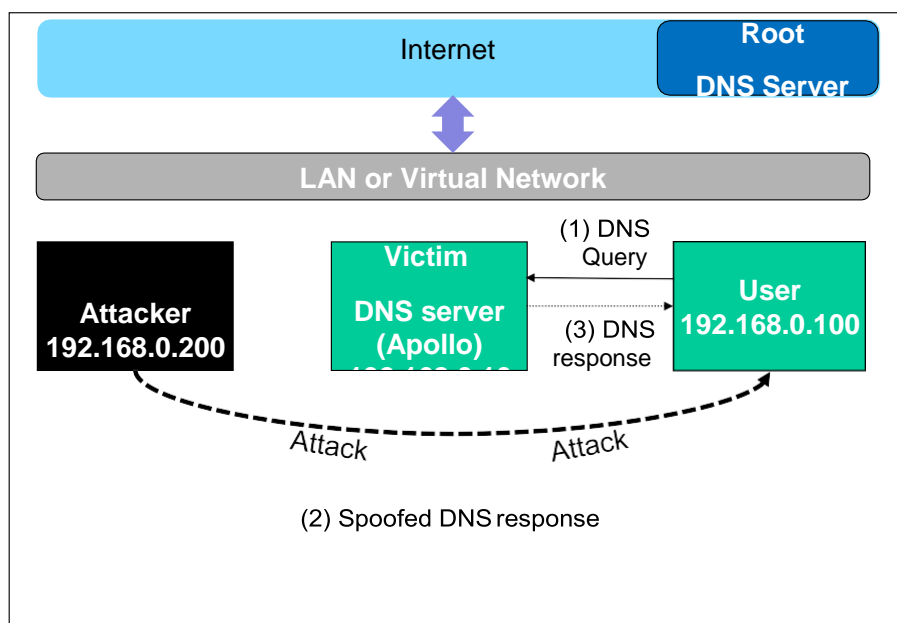 Internet
Root
DNS Server
LAN or Virtual Network
(1) DNS
Query
Attacker
192.168.0.200
Victim
DNS server
(Apollo)
User
192.168.0.100
(3) DNS
response
Attack
Attack
(2) Spoofed DNS response